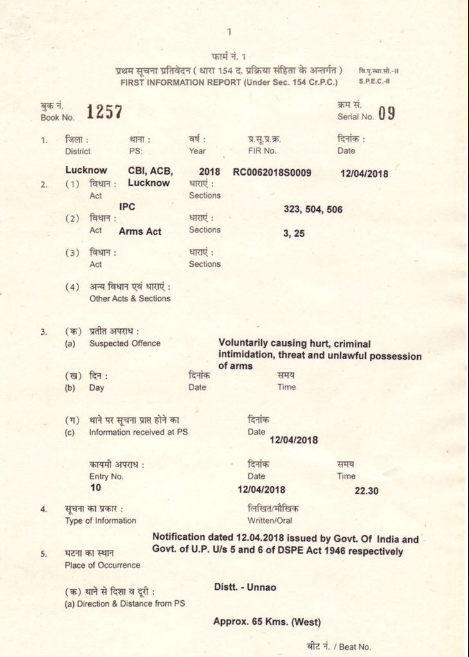 1
फार्म नं. 1
प्रथम सूचना प्रतिवेदन ( धारा 154 द. प्रक्रिया संहिता के अन्तर्गत )
FIRST INFORMATION REPORT (Under Sec. 154 Cr.P.C.)
वि.पु.स्था.सी.-II
S.P.E.C.-II
बुक नं. क्रम सं.
Book No. 1257 Serial No. 09
1. जिला : थाना : वर्ष : प्र.सू.प्र.क्र. दिनांक :
District PS: Year FIR No. Date
Lucknow CBI, ACB, 2018 RC0062018S0009 12/04/2018
2. (1) विधान : Lucknow धाराएं :
Act Sections
IPC 323, 504, 506
(2) विधान : धाराएं :
Act Arms Act Sections 3, 25
(3) विधान : धाराएं :
Act Sections
(4) अन्य विधान एवं धाराएं :
Other Acts & Sections
3. (क) प्रतीत अपराध :
(a) Suspected Offence Voluntarily causing hurt, criminal
intimidation, threat and unlawful possession
of arms
(ख) दिन : दिनांक समय
(b) Day Date Time
(ग) थाने पर सूचना प्राप्त होने का दिनांक
(c) Information received at PS Date 12/04/2018
कायमी अपराध : दिनांक समय
Entry No. Date Time
10 12/04/2018 22.30
4. सूचना का प्रकार : लिखित/मौखिक
Type of Information Written/Oral
Notification dated 12.04.2018 issued by Govt. Of India and
Govt. of U.P. U/s 5 and 6 of DSPE Act 1946 respectively
5. घटना का स्थान
Place of Occurrence
(क) थाने से दिशा व दूरी : Distt. - Unnao
(a) Direction & Distance from PS
Approx. 65 Kms. (West)
बीट नं. / Beat No.